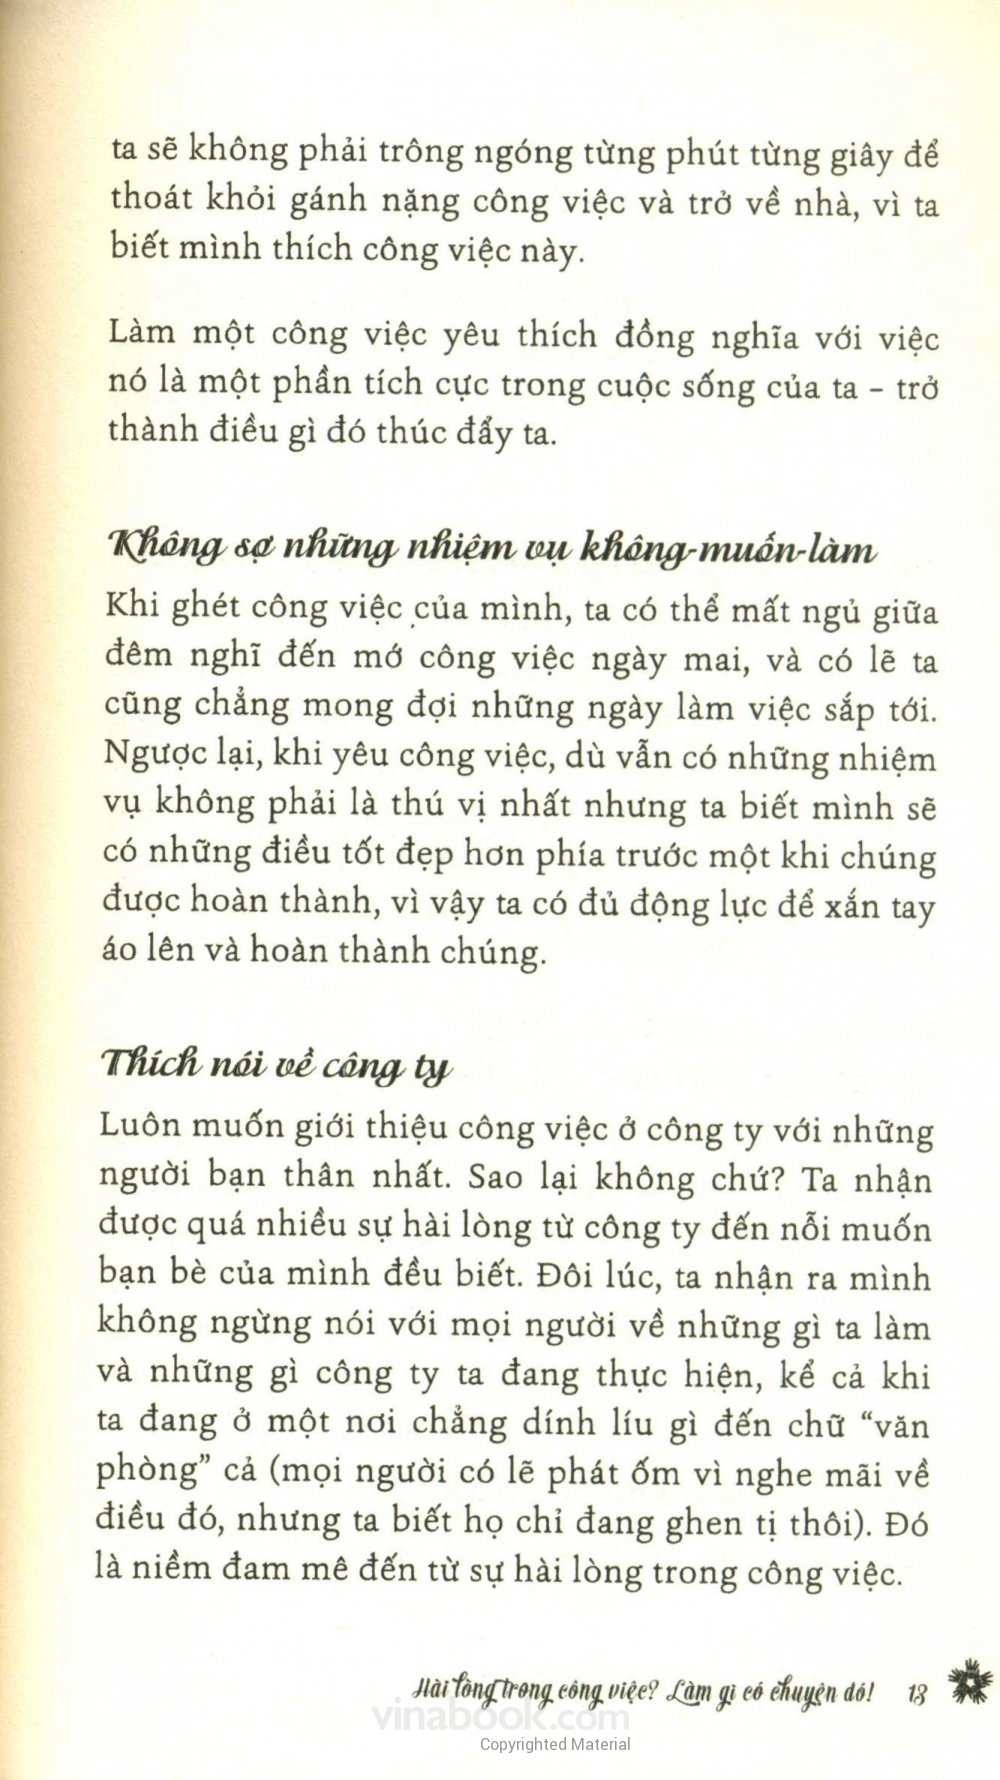 ta sẽ không phải trông ngóng từng phút từng giây để
thoát khỏi gánh nặng công việc và trở về nhà, vì ta
biết mình thích công việc này.
Làm một công việc yêu thích đồng nghĩa với việc
nó là một phần tích cực trong cuộc sống của ta – trở
thành điều gì đó thúc đẩy ta.
Không sợ những nhiệm vụ không-muốn-làm
Khi ghét công việc của mình, ta có thể mất ngủ giữa
đêm nghĩ đến mớ công việc ngày mai, và có lẽ ta
cũng chẳng mong đợi những ngày làm việc sắp tới.
Ngược lại, khi yêu công việc, dù vẫn có những nhiệm
vụ không phải là thú vị nhất nhưng ta biết mình sẽ
có những điều tốt đẹp hơn phía trước một khi chúng
được hoàn thành, vì vậy ta có đủ động lực để xắn tay
áo lên và hoàn thành chúng.
Thích nói về công ty
Luôn muốn giới thiệu công việc ở công ty với những
người bạn thân nhất. Sao lại không chứ? Ta nhận
được quá nhiều sự hài lòng từ công ty đến nỗi muốn
bạn bè của mình đều biết. Đôi lúc, ta nhận ra mình
không ngừng nói với mọi người về những gì ta làm
và những gì công ty ta đang thực hiện, kể cả khi
ta đang ở một nơi chẳng dính líu gì đến chữ “văn
phòng” cả (mọi người có lẽ phát ốm vì nghe mãi về
điều đó, nhưng ta biết họ chỉ đang ghen tị thôi). Đó
là niềm đam mê đến từ sự hài lòng trong công việc.
Hài lòng trong công việc? Làm gì có chuyện đó! 13
vinabook.com
Copyrighted Material